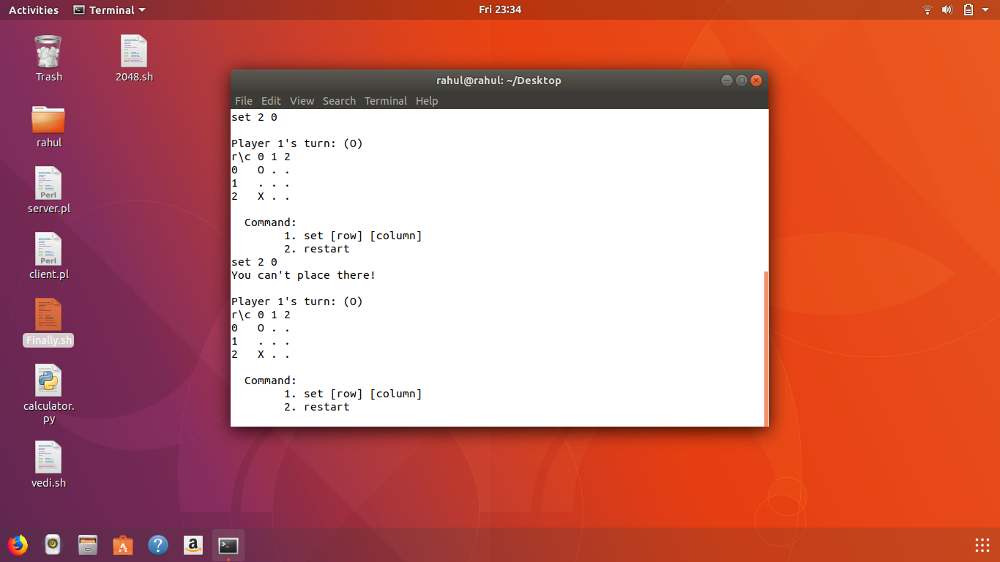 Activities Terminal Fri 23:34
Trash
2048.sh
rahul
server.pl
client.pl
Finally.sh
calculator.
py
vedi.sh
Perl
Perl
rahul@rahul: ~/Desktop
File Edit View Search Terminal Help
set 2 0
Player 1's turn: (O)
r\c 0 1 2
0   O . .
1   . . .
2   X . .
  Command:
        1. set [row] [column]
        2. restart
set 2 0
You can't place there!
Player 1's turn: (O)
r\c 0 1 2
0   O . .
1   . . .
2   X . .
  Command:
        1. set [row] [column]
        2. restart